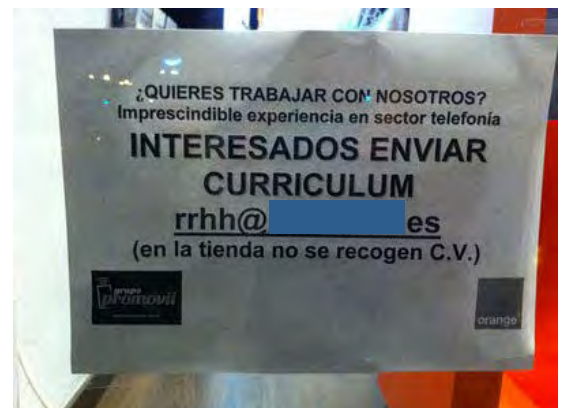 ¿QUIERES TRABAJAR CON NOSOTROS?
Imprescindible experiencia en sector telefonía
INTERESADOS ENVIAR
CURRICULUM
rrhh@ es
(en la tienda no se recogen C.V.)
grupo
promovil
orange